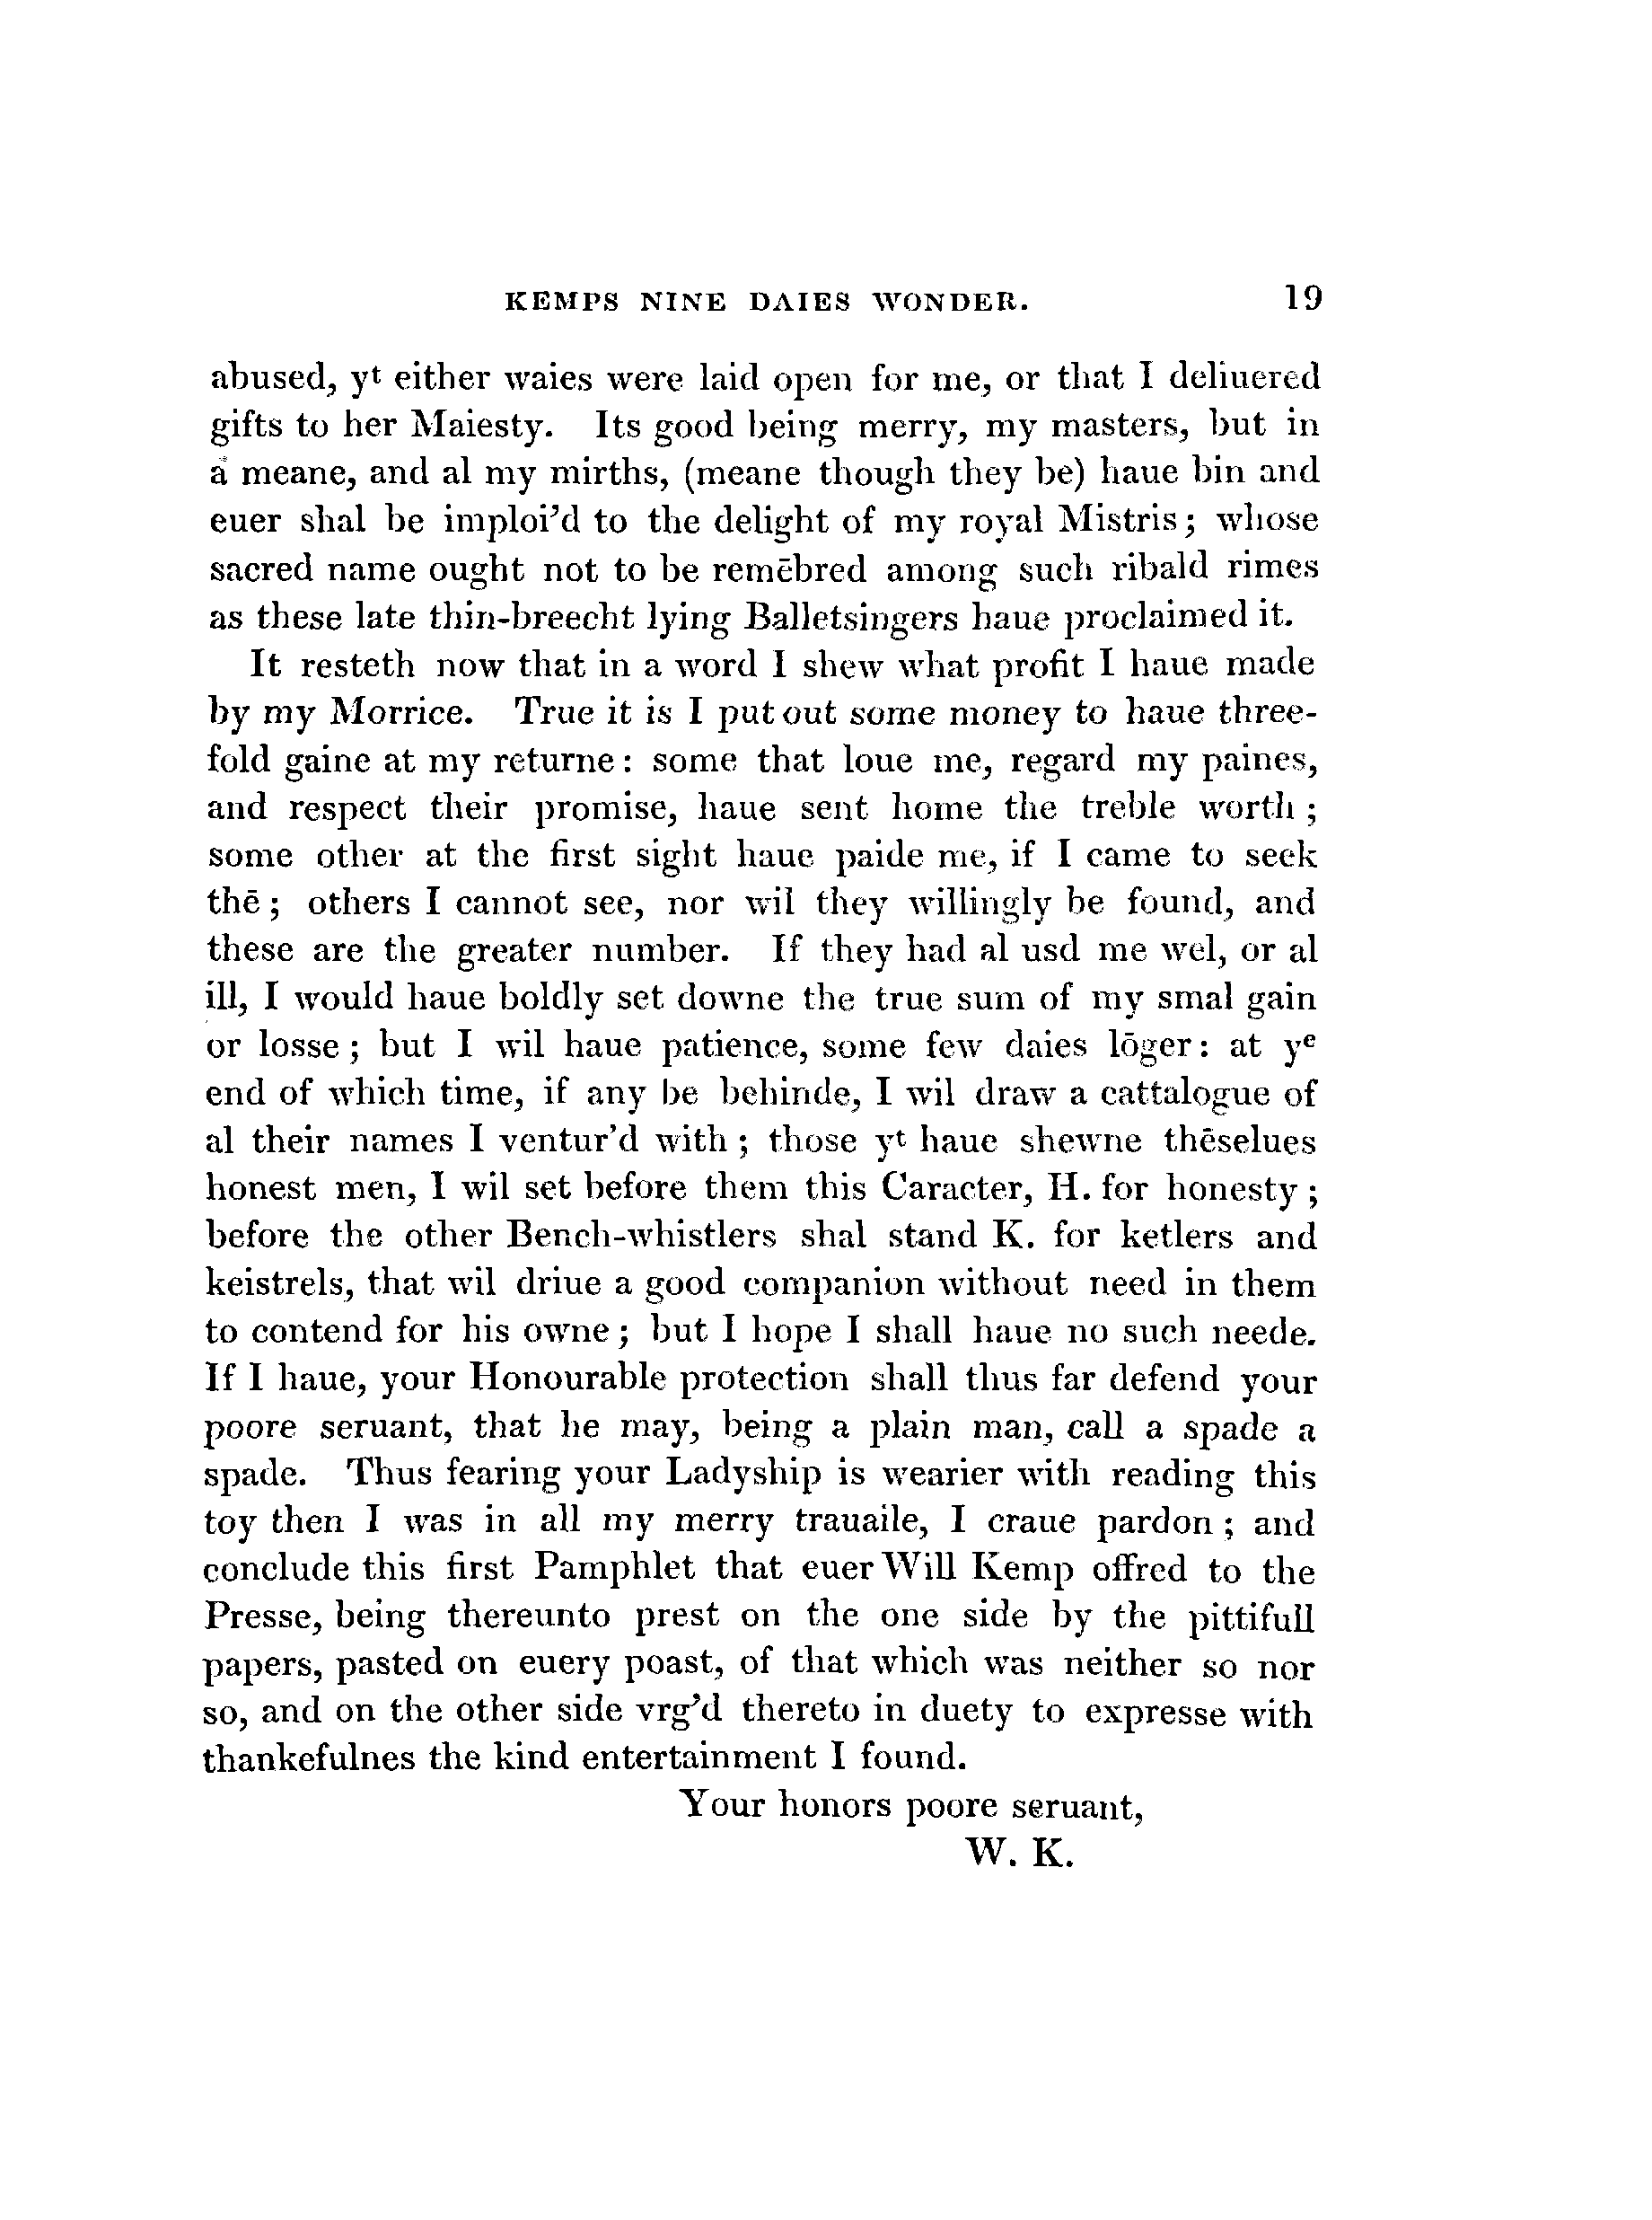 KEMPS NINE DAIES WONDER. 19
abused, yt either waies were laid open for me, or that I deliuered
gifts to her Maiesty. Its good being merry, my masters, but in
a meane, and al my mirths, (meane though they be) haue bin and
euer shal be imploi'd to the delight of my royal Mistris; whose
sacred name ought not to be remēbred among such ribald rimes
as these late thin-breecht lying Balletsingers haue proclaimed it.
It resteth now that in a word I shew what profit I haue made
by my Morrice. True it is I put out some money to haue three-
fold gaine at my returne: some that loue me, regard my paines,
and respect their promise, haue sent home the treble worth;
some other at the first sight haue paide me, if I came to seek
thē; others I cannot see, nor wil they willingly be found, and
these are the greater number. If they had al usd me wel, or al
ill, I would haue boldly set downe the true sum of my smal gain
or losse; but I wil haue patience, some few daies lōger: at yᵉ
end of which time, if any be behinde, I wil draw a cattalogue of
al their names I ventur'd with; those yt haue shewne thēselues
honest men, I wil set before them this Caracter, H. for honesty;
before the other Bench-whistlers shal stand K. for ketlers and
keistrels, that wil driue a good companion without need in them
to contend for his owne; but I hope I shall haue no such neede.
If I haue, your Honourable protection shall thus far defend your
poore seruant, that he may, being a plain man, call a spade a
spade. Thus fearing your Ladyship is wearier with reading this
toy then I was in all my merry trauaile, I craue pardon; and
conclude this first Pamphlet that euer Will Kemp offred to the
Presse, being thereunto prest on the one side by the pittifull
papers, pasted on euery poast, of that which was neither so nor
so, and on the other side vrg'd thereto in duety to expresse with
thankefulnes the kind entertainment I found.
Your honors poore seruant,
W. K.